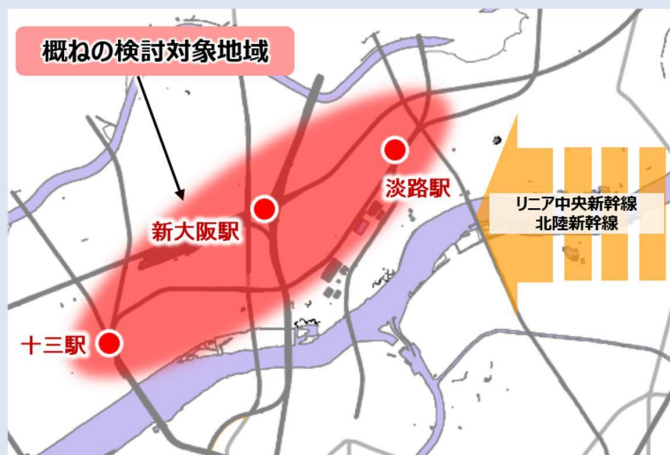 概ねの検討対象地域
淡路駅
リニア中央新幹線
北陸新幹線
新大阪駅
十三駅